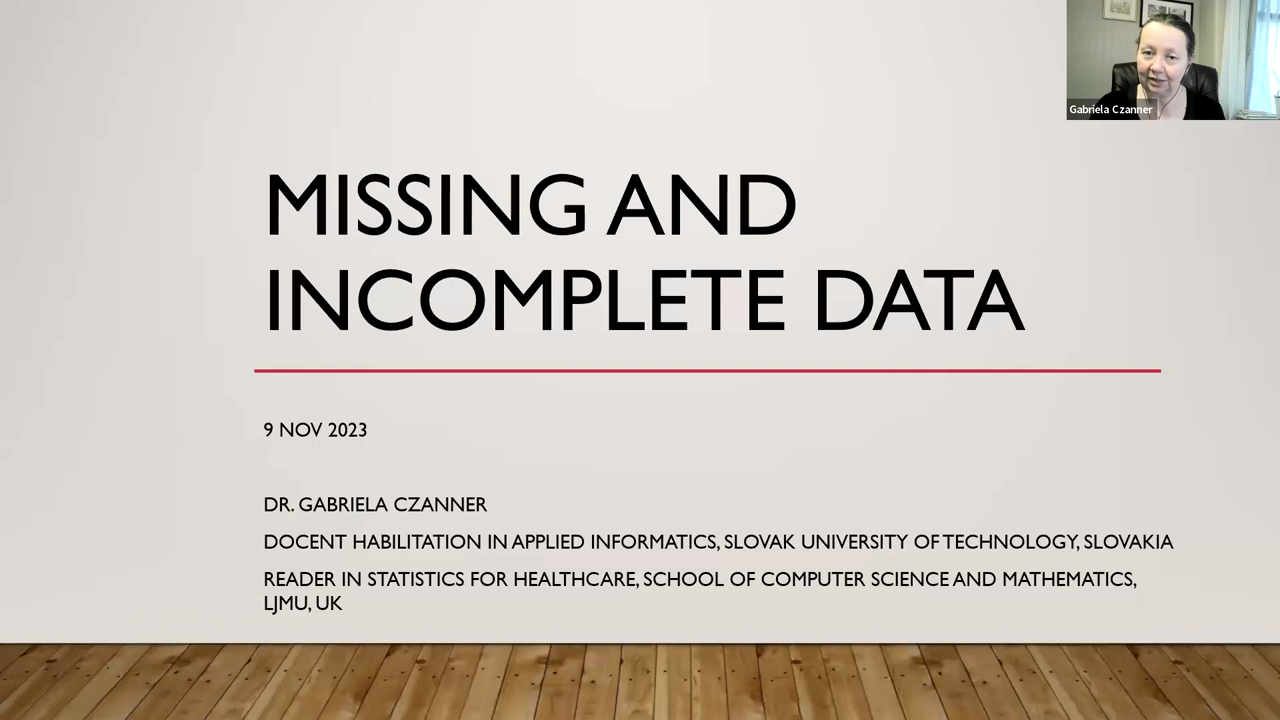 Gabriela Czanner
MISSING AND
INCOMPLETE DATA
9 NOV 2023
DR. GABRIELA CZANNER
DOCENT HABILITATION IN APPLIED INFORMATICS, SLOVAK UNIVERSITY OF TECHNOLOGY, SLOVAKIA
READER IN STATISTICS FOR HEALTHCARE, SCHOOL OF COMPUTER SCIENCE AND MATHEMATICS,
LJMU, UK